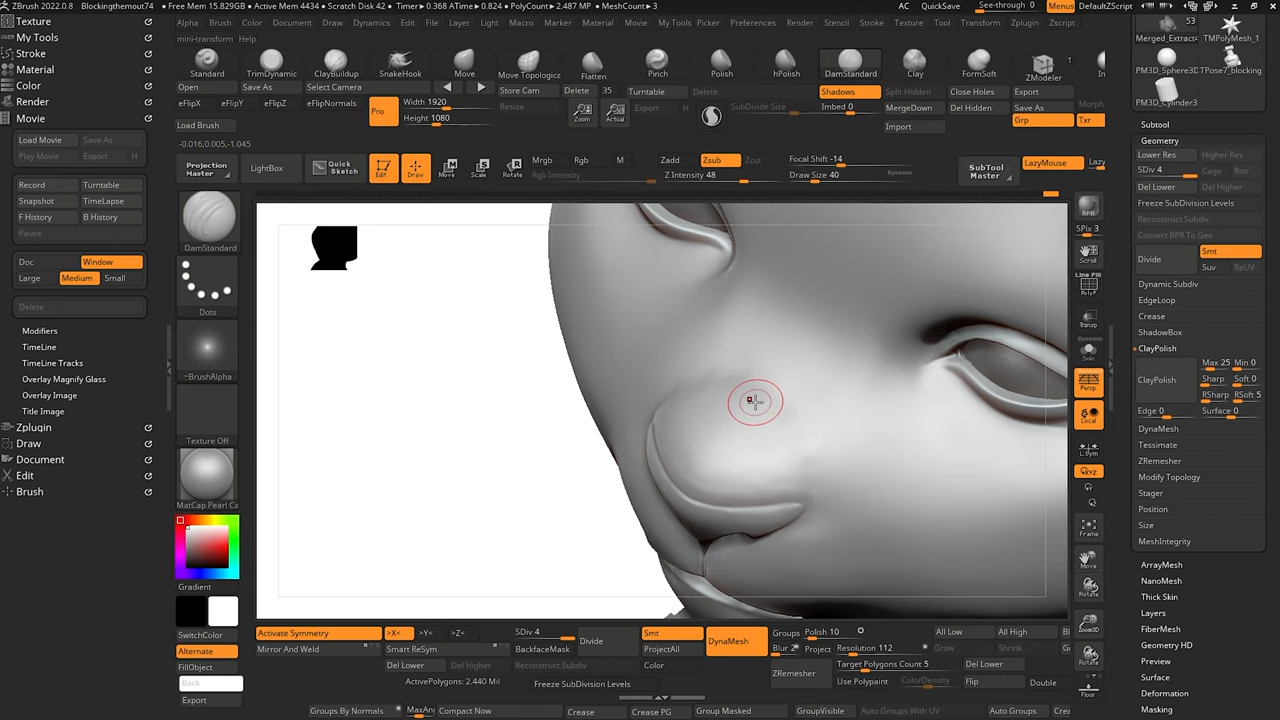 ZBrush 2022.0.8 Blockingthemout74 • Free Mem 15.829GB • Active Mem 4434 • Scratch Disk 42 • Timer▸0.368 ATime▸0.824 • PolyCount▸2.487 MP • MeshCount▸3 AC QuickSave See-through 0 Menus DefaultZScript
Alpha Brush Color Document Draw Dynamics Edit File Layer Light Macro Marker Material Movie My Tools Picker Preferences Render Stencil Stroke Texture Tool Transform Zplugin Zscript
mini-transform Help
Texture
My Tools
Stroke
Material
Color
Render
Movie
Load Movie Save As
Play Movie Export H
Record Turntable
Snapshot TimeLapse
F History B History
Pause
Doc Window
Large Medium Small
Delete
Modifiers
TimeLine
TimeLine Tracks
Overlay Magnify Glass
Overlay Image
Title Image
Zplugin
Draw
Document
Edit
Brush
Standard TrimDynamic ClayBuildup SnakeHook Move Move Topologica Flatten Pinch Polish hPolish DamStandard Clay FormSoft ZModeler 1
Open Save As Select Camera Store Cam Delete 35 Turntable Delete Shadows Split Hidden Close Holes Export
eFlipX eFlipY eFlipZ eFlipNormals Pro Width 1920 Height 1080 Resize Zoom Actual Export H SubDivide Size Imbed 0 MergeDown Del Hidden Save As Morph
Load Brush Import Grp Txr
-0.016,0.005,-1.045
Projection Master LightBox Quick Sketch Edit Draw Move Scale Rotate
Mrgb Rgb M
Rgb Intensity
Zadd Zsub Zcut
Z Intensity 48
Focal Shift -14
Draw Size 40 Dynamic
SubTool Master LazyMouse
DamStandard
Dots
~BrushAlpha
Texture Off
MatCap Pearl Ca
Gradient
SwitchColor
Alternate
FillObject
Back
Export
BPR
SPix 3
Scroll
Line Fill
PolyF
Transp
Dynamic
Solo
Persp
Local
L.Sym
Frame
Move
Rotate
Zoom3D
Rotate
Floor
53
Merged_Extract4 TMPolyMesh_1
PM3D_Sphere3D TPose7_blocking
PM3D_Cylinder3
Subtool
Geometry
Lower Res Higher Res
SDiv 4 Cage Rstr
Del Lower Del Higher
Freeze SubDivision Levels
Reconstruct Subdiv
Convert BPR To Geo
Divide Smt
Suv ReUV
Dynamic Subdiv
EdgeLoop
Crease
ShadowBox
ClayPolish
ClayPolish Max 25 Min 0
Sharp Soft 0
RSharp RSoft 5
Edge 0 Surface 0
DynaMesh
Tessimate
ZRemesher
Modify Topology
Stager
Position
Size
MeshIntegrity
ArrayMesh
NanoMesh
Thick Skin
Layers
FiberMesh
Geometry HD
Preview
Surface
Deformation
Masking
Activate Symmetry >X< >Y< >Z< SDiv 4 Divide Smt DynaMesh Groups Polish 10 All Low All High
Mirror And Weld Smart ReSym BackfaceMask ProjectAll Blur 2 Project Resolution 112 Grow Shrink
Del Lower Del Higher Reconstruct Subdiv Color ZRemesher Target Polygons Count 5 Del Lower
ActivePolygons: 2.440 Mil Freeze SubDivision Levels Use Polypaint ColorDensity Flip Double
Groups By Normals MaxAn Compact Now Crease Crease PG Group Masked GroupVisible Auto Groups With UV Auto Groups